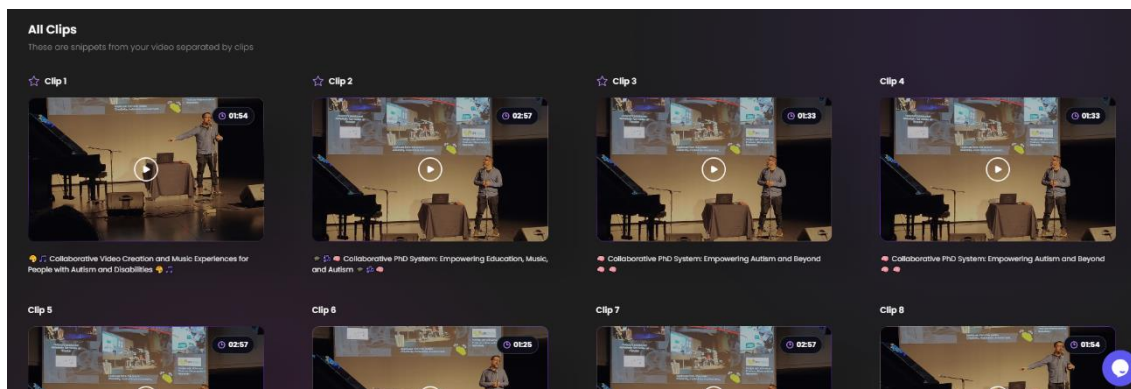 All Clips
These are snippets from your video separated by clips
Clip 1
Clip 2
Clip 3
Clip 4
01:54
02:57
01:33
01:33
🎵 Collaborative Video Creation and Music Experiences for
People with Autism and Disabilities 🎵
🧠 Collaborative PhD System: Empowering Education, Music,
and Autism 🧠
🧠 Collaborative PhD System: Empowering Autism and Beyond
🧠 🧠
🧠 Collaborative PhD System: Empowering Autism and Beyond
🧠 🧠
Clip 5
Clip 6
Clip 7
Clip 8
02:57
01:25
02:57
01:54